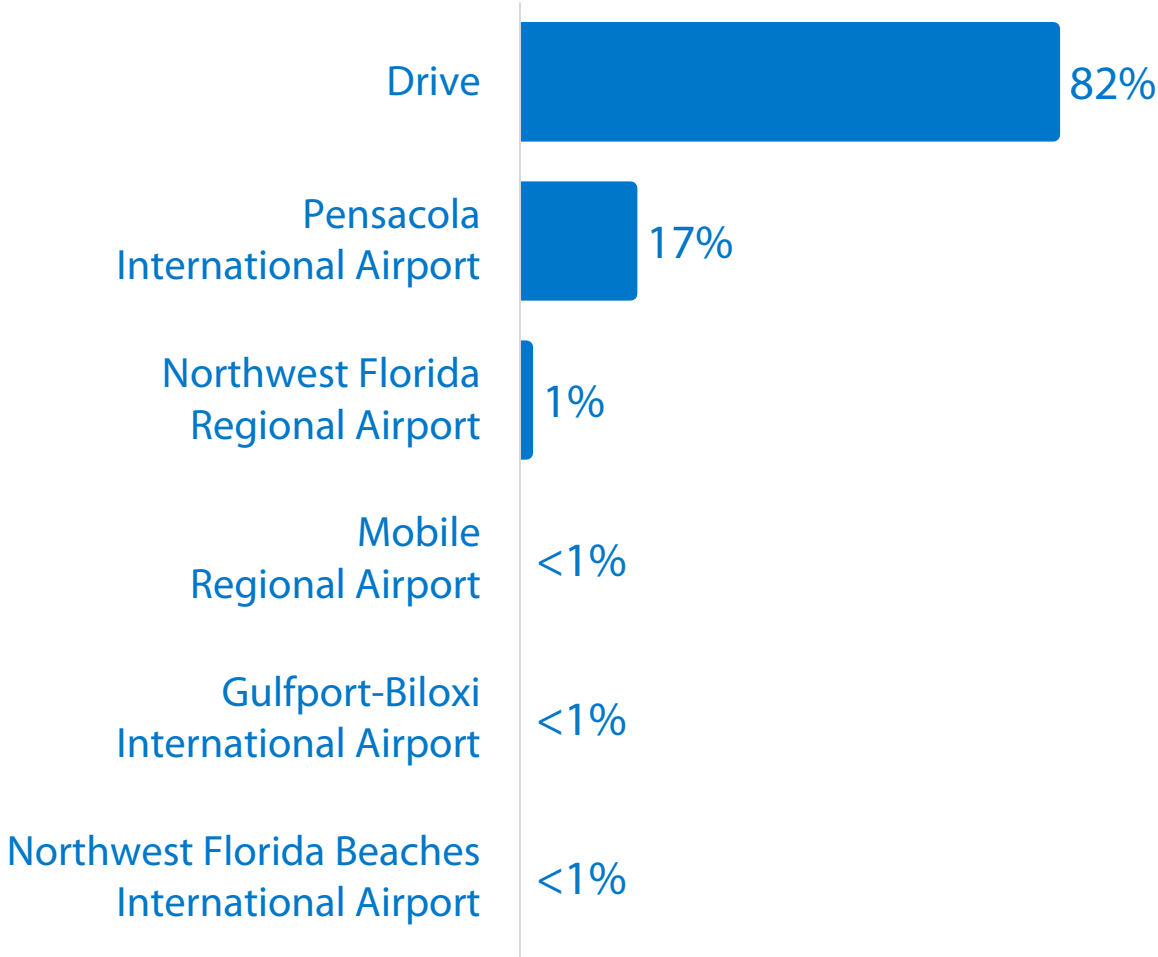 Drive
82%
Pensacola
International Airport
17%
Northwest Florida
Regional Airport
1%
Mobile
Regional Airport
<1%
Gulfport-Biloxi
International Airport
<1%
Northwest Florida Beaches
International Airport
<1%